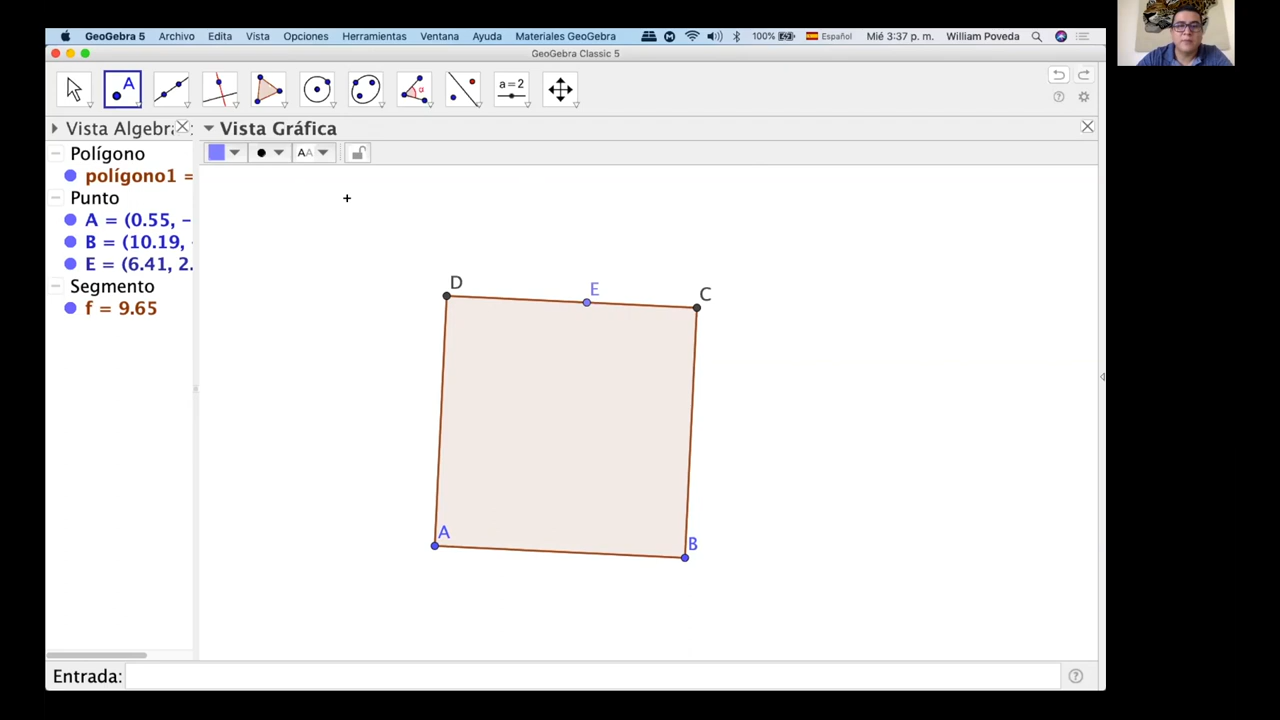 GeoGebra 5 Archivo Edita Vista Opciones Herramientas Ventana Ayuda Materiales GeoGebra 100% Español Mié 3:37 p. m. William Poveda
GeoGebra Classic 5
A α a = 2
Vista Algebra
Vista Gráfica
AA
Polígono
polígono1 =
Punto
A = (0.55, -
B = (10.19, -
E = (6.41, 2.
Segmento
f = 9.65
D
E
C
A
B
Entrada: